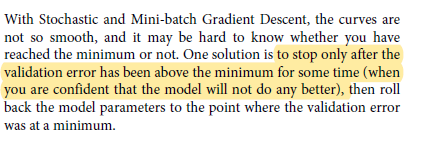 With Stochastic and Mini-batch Gradient Descent, the curves are
not so smooth, and it may be hard to know whether you have
reached the minimum or not. One solution is to stop only after the
validation error has been above the minimum for some time (when
you are confident that the model will not do any better), then roll
back the model parameters to the point where the validation error
was at a minimum.